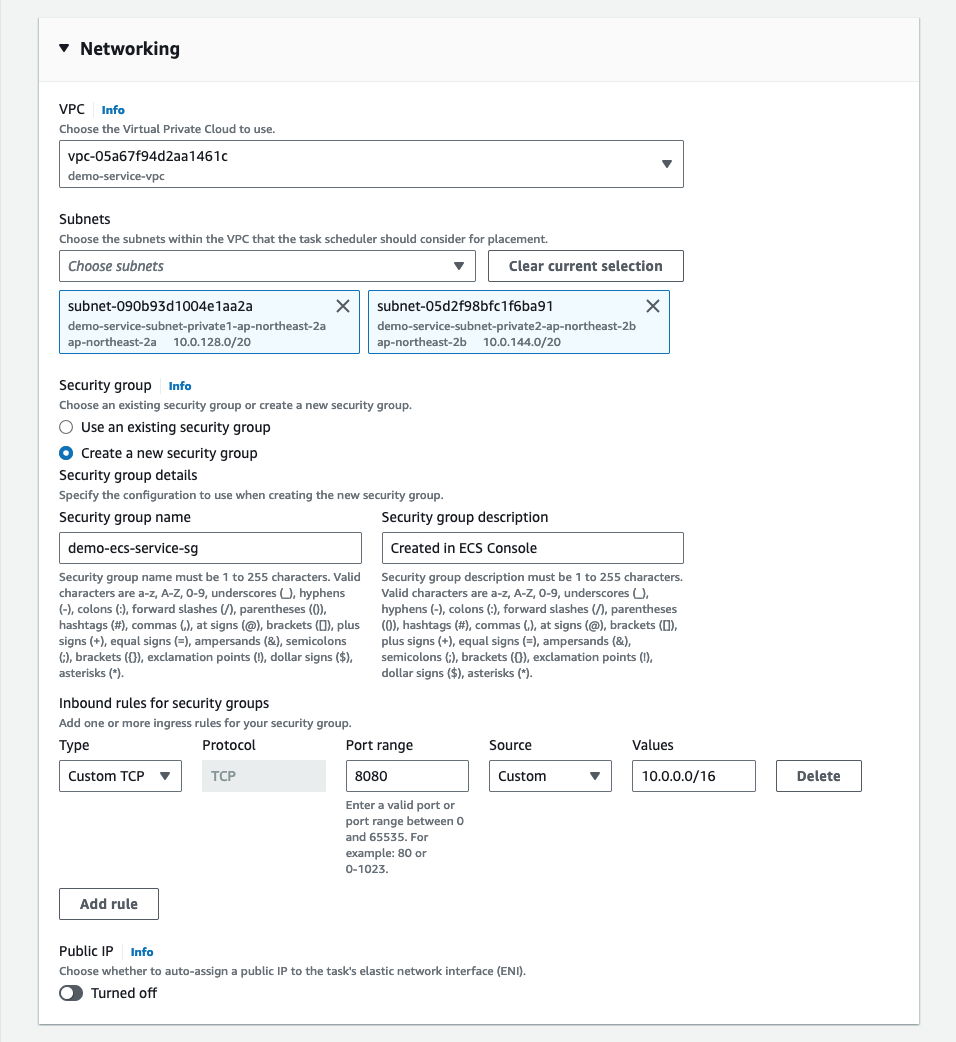 Networking
VPC Info
Choose the Virtual Private Cloud to use.
vpc-05a67f94d2aa1461c
demo-service-vpc
Subnets
Choose the subnets within the VPC that the task scheduler should consider for placement.
Choose subnets
Clear current selection
subnet-090b93d1004e1aa2a
demo-service-subnet-private1-ap-northeast-2a
ap-northeast-2a 10.0.128.0/20
subnet-05d2f98bfc1f6ba91
demo-service-subnet-private2-ap-northeast-2b
ap-northeast-2b 10.0.144.0/20
Security group Info
Choose an existing security group or create a new security group.
Use an existing security group
Create a new security group
Security group details
Specify the configuration to use when creating the new security group.
Security group name
demo-ecs-service-sg
Security group name must be 1 to 255 characters. Valid
characters are a-z, A-Z, 0-9, underscores (_), hyphens
(-), colons (:), forward slashes (/), parentheses (()),
hashtags (#), commas (,), at signs (@), brackets ([]), plus
signs (+), equal signs (=), ampersands (&), semicolons
(;), brackets ({}), exclamation points (!), dollar signs ($),
asterisks (*).
Security group description
Created in ECS Console
Security group description must be 1 to 255 characters.
Valid characters are a-z, A-Z, 0-9, underscores (_),
hyphens (-), colons (:), forward slashes (/), parentheses
(()), hashtags (#), commas (,), at signs (@), brackets ([]),
plus signs (+), equal signs (=), ampersands (&),
semicolons (;), brackets ({}), exclamation points (!),
dollar signs ($), asterisks (*).
Inbound rules for security groups
Add one or more ingress rules for your security group.
Type Protocol Port range Source Values
Custom TCP TCP 8080 Custom 10.0.0.0/16 Delete
Enter a valid port or
port range between 0
and 65535. For
example: 80 or
0-1023.
Add rule
Public IP Info
Choose whether to auto-assign a public IP to the task's elastic network interface (ENI).
Turned off